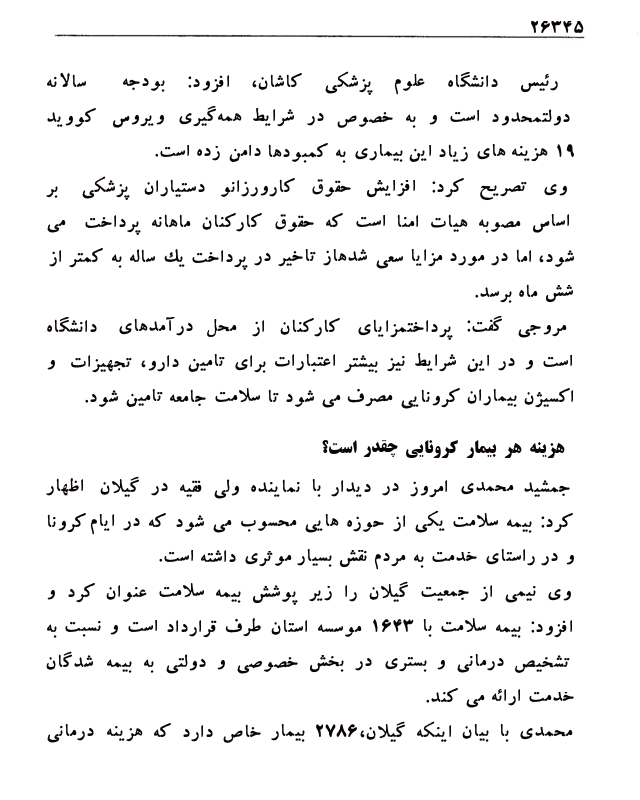 ۲۶۳۴۵
رئیس دانشگاه علوم پزشکی کاشان، افزود: بودجه سالانه
دولتمحدود است و به خصوص در شرایط همه‌گیری ویروس کووید
۱۹ هزینه های زیاد این بیماری به کمبودها دامن زده است.
وی تصریح کرد: افزایش حقوق کارورزانو دستیاران پزشکی بر
اساس مصوبه هیات امنا است که حقوق کارکنان ماهانه پرداخت می
شود، اما در مورد مزایا سعی شدهاز تاخیر در پرداخت یك ساله به کمتر از
شش ماه برسد.
مروجی گفت: پرداختمزایای کارکنان از محل درآمدهای دانشگاه
است و در این شرایط نیز بیشتر اعتبارات برای تامین دارو، تجهیزات و
اکسیژن بیماران کرونایی مصرف می شود تا سلامت جامعه تامین شود.
هزینه هر بیمار کرونایی چقدر است؟
جمشید محمدی امروز در دیدار با نماینده ولی فقیه در گیلان اظهار
کرد: بیمه سلامت یکی از حوزه هایی محسوب می شود که در ایام کرونا
و در راستای خدمت به مردم نقش بسیار موثری داشته است.
وی نیمی از جمعیت گیلان را زیر پوشش بیمه سلامت عنوان کرد و
افزود: بیمه سلامت با ۱۶۴۳ موسسه استان طرف قرارداد است و نسبت به
تشخیص درمانی و بستری در بخش خصوصی و دولتی به بیمه شدگان
خدمت ارائه می کند.
محمدی با بیان اینکه گیلان،۲۷۸۶ بیمار خاص دارد که هزینه درمانی